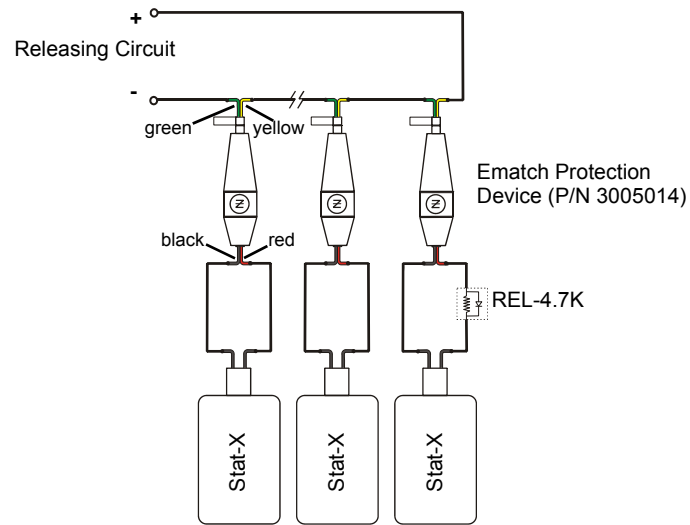 +
Releasing Circuit
-
green yellow
Ematch Protection
Device (P/N 3005014)
Z Z Z
black red
REL-4.7K
Stat-X Stat-X Stat-X